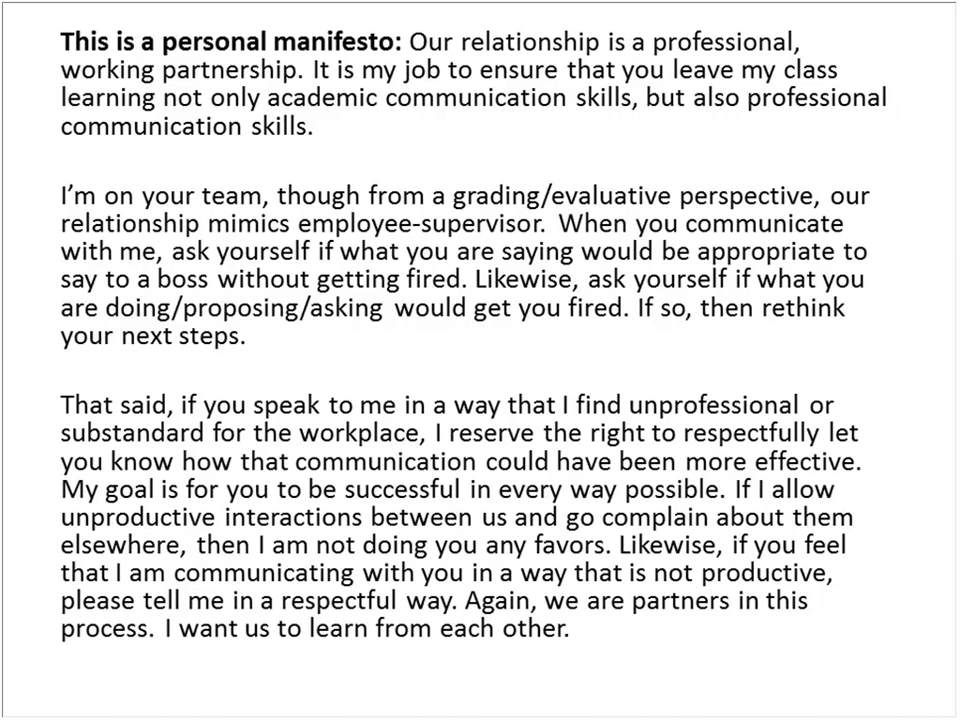 This is a personal manifesto: Our relationship is a professional,
working partnership. It is my job to ensure that you leave my class
learning not only academic communication skills, but also professional
communication skills.
I’m on your team, though from a grading/evaluative perspective, our
relationship mimics employee-supervisor. When you communicate
with me, ask yourself if what you are saying would be appropriate to
say to a boss without getting fired. Likewise, ask yourself if what you
are doing/proposing/asking would get you fired. If so, then rethink
your next steps.
That said, if you speak to me in a way that I find unprofessional or
substandard for the workplace, I reserve the right to respectfully let
you know how that communication could have been more effective.
My goal is for you to be successful in every way possible. If I allow
unproductive interactions between us and go complain about them
elsewhere, then I am not doing you any favors. Likewise, if you feel
that I am communicating with you in a way that is not productive,
please tell me in a respectful way. Again, we are partners in this
process. I want us to learn from each other.